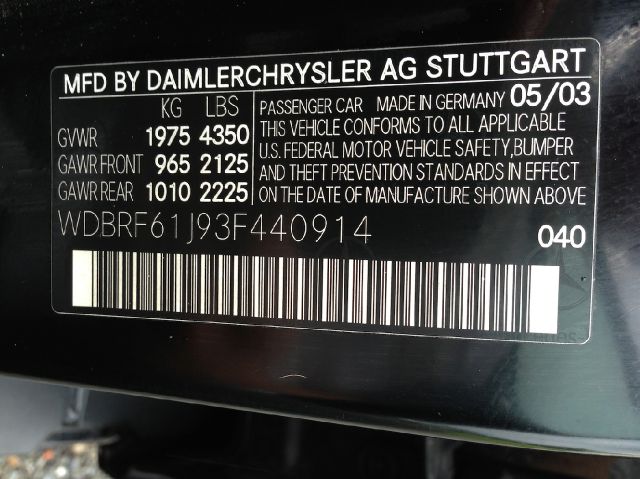 MFD BY DAIMLERCHRYSLER AG STUTTGART
KG LBS
GVWR 1975 4350
GAWR FRONT 965 2125
GAWR REAR 1010 2225
PASSENGER CAR MADE IN GERMANY 05/03
THIS VEHICLE CONFORMS TO ALL APPLICABLE
U.S. FEDERAL MOTOR VEHICLE SAFETY,BUMPER
AND THEFT PREVENTION STANDARDS IN EFFECT
ON THE DATE OF MANUFACTURE SHOWN ABOVE
WDBRF61J93F440914
040